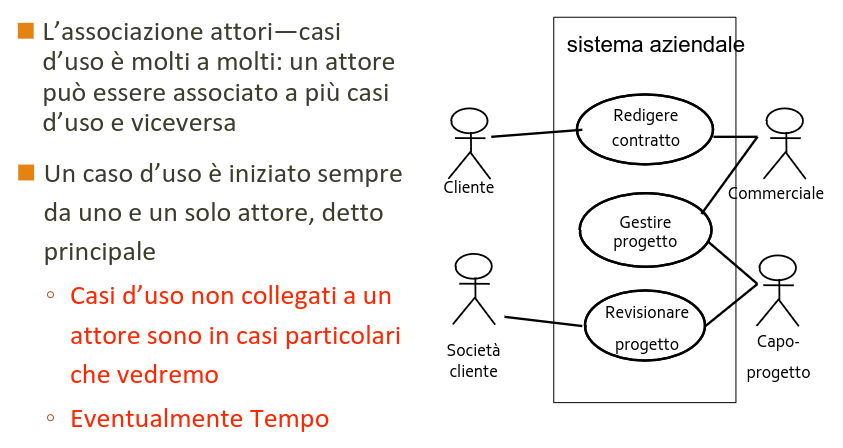 L’associazione attori—casi
d’uso è molti a molti: un attore
può essere associato a più casi
d’uso e viceversa
Un caso d’uso è iniziato sempre
da uno e un solo attore, detto
principale
Casi d’uso non collegati a un
attore sono in casi particolari
che vedremo
Eventualmente Tempo
sistema aziendale
Redigere
contratto
Cliente
Commerciale
Gestire
progetto
Revisionare
progetto
Società
cliente
Capo-
progetto